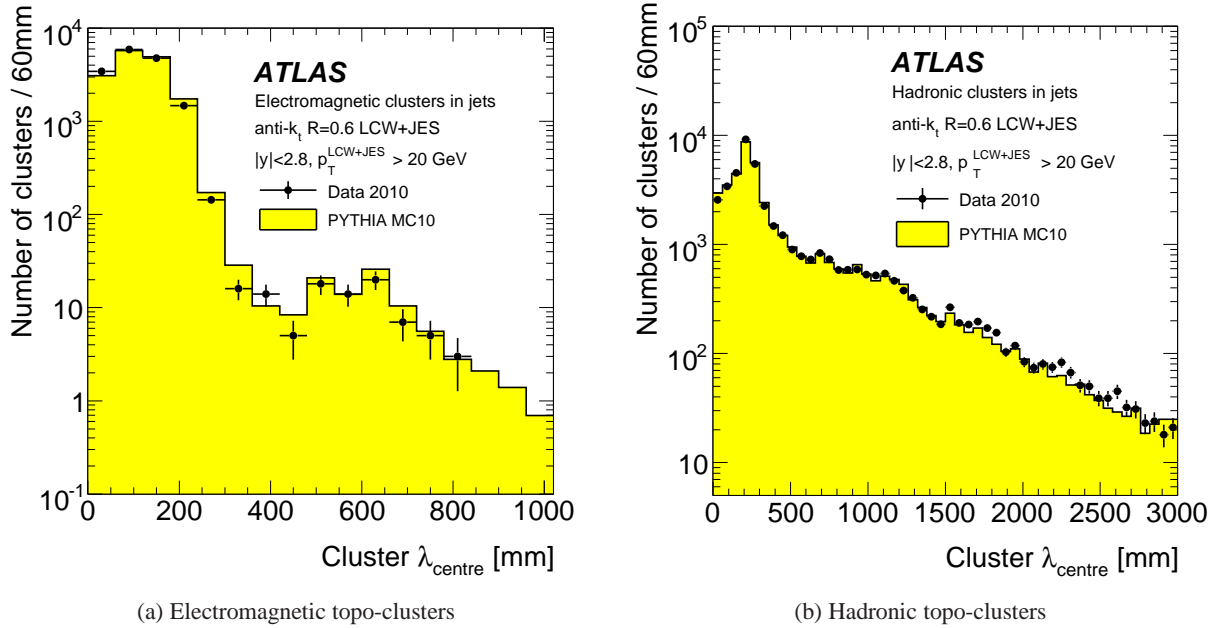 Number of clusters / 60mm
10^4
10^3
10^2
10
1
10^-1
ATLAS
Electromagnetic clusters in jets
anti-k_t R=0.6 LCW+JES
|y|<2.8, p_T^LCW+JES > 20 GeV
Data 2010
PYTHIA MC10
0 200 400 600 800 1000
Cluster λ_centre [mm]
(a) Electromagnetic topo-clusters
Number of clusters / 60mm
10^5
10^4
10^3
10^2
10
ATLAS
Hadronic clusters in jets
anti-k_t R=0.6 LCW+JES
|y|<2.8, p_T^LCW+JES > 20 GeV
Data 2010
PYTHIA MC10
0 500 1000 1500 2000 2500 3000
Cluster λ_centre [mm]
(b) Hadronic topo-clusters